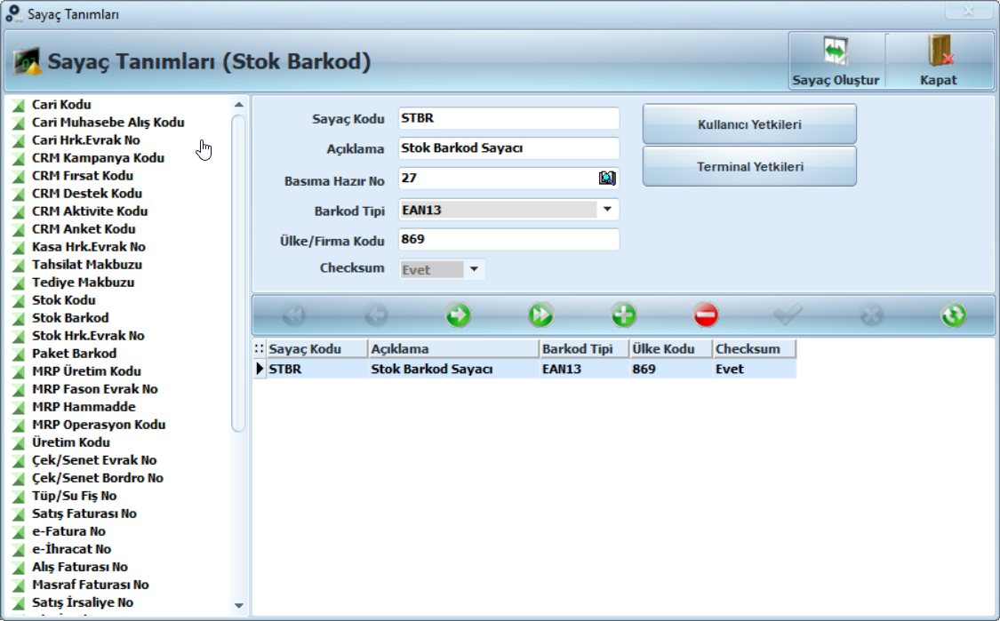 Sayaç Tanımları
Sayaç Tanımları (Stok Barkod)
Sayaç Oluştur
Kapat
Cari Kodu
Cari Muhasebe Alış Kodu
Cari Hrk.Evrak No
CRM Kampanya Kodu
CRM Fırsat Kodu
CRM Destek Kodu
CRM Aktivite Kodu
CRM Anket Kodu
Kasa Hrk.Evrak No
Tahsilat Makbuzu
Tediye Makbuzu
Stok Kodu
Stok Barkod
Stok Hrk.Evrak No
Paket Barkod
MRP Üretim Kodu
MRP Fason Evrak No
MRP Hammadde
MRP Operasyon Kodu
Üretim Kodu
Çek/Senet Evrak No
Çek/Senet Bordro No
Tüp/Su Fiş No
Satış Faturası No
e-Fatura No
e-İhracat No
Alış Faturası No
Masraf Faturası No
Satış İrsaliye No
Sayaç Kodu STBR
Açıklama Stok Barkod Sayacı
Basıma Hazır No 27
Barkod Tipi EAN13
Ülke/Firma Kodu 869
Checksum Evet
Kullanıcı Yetkileri
Terminal Yetkileri
Sayaç Kodu Açıklama Barkod Tipi Ülke Kodu Checksum
STBR Stok Barkod Sayacı EAN13 869 Evet